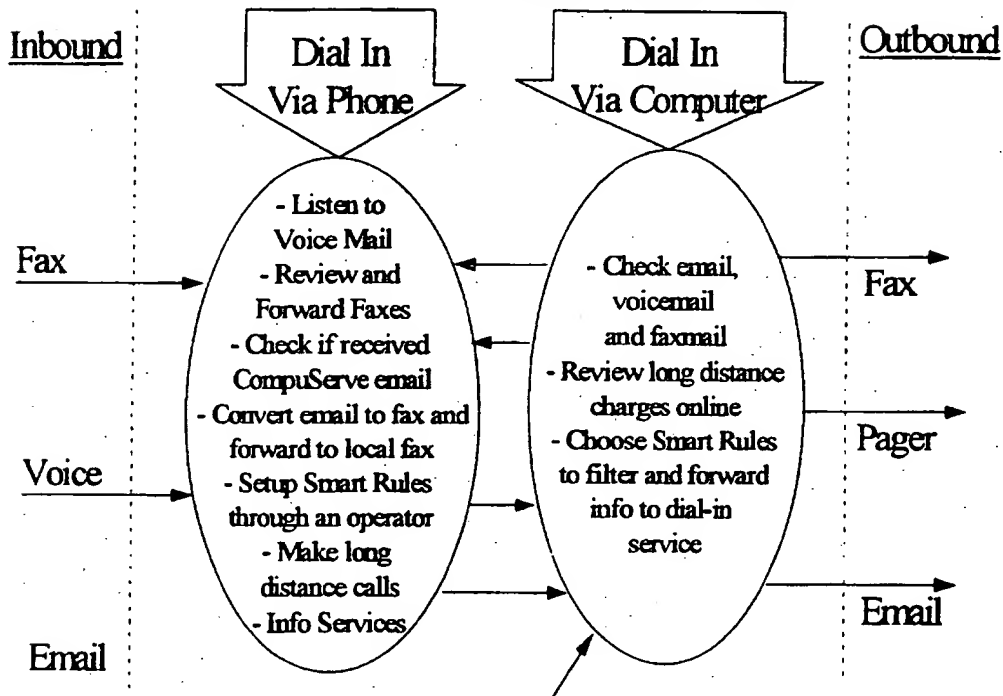 Inbound
Dial In
Via Phone
Dial In
Via Computer
Outbound
Fax
Voice
Email
- Listen to
Voice Mail
- Review and
Forward Faxes
- Check if received
CompuServe email
- Convert email to fax and
forward to local fax
- Setup Smart Rules
through an operator
- Make long
distance calls
- Info Services
- Check email,
voicemail
and faxmail
- Review long distance
charges online
- Choose Smart Rules
to filter and forward
info to dial-in
service
Fax
Pager
Email